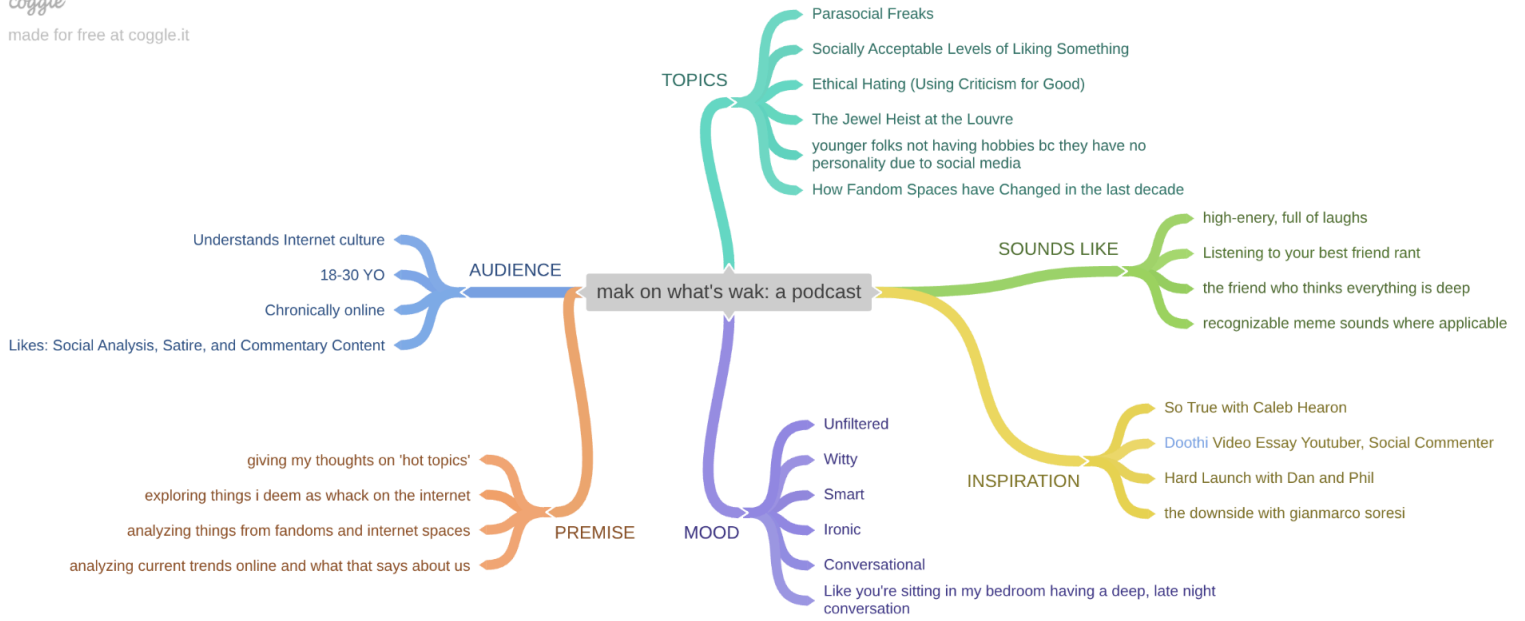 coggle
made for free at coggle.it
TOPICS
Parasocial Freaks
Socially Acceptable Levels of Liking Something
Ethical Hating (Using Criticism for Good)
The Jewel Heist at the Louvre
younger folks not having hobbies bc they have no
personality due to social media
How Fandom Spaces have Changed in the last decade
SOUNDS LIKE
high-enery, full of laughs
Listening to your best friend rant
the friend who thinks everything is deep
recognizable meme sounds where applicable
AUDIENCE
Understands Internet culture
18-30 YO
Chronically online
Likes: Social Analysis, Satire, and Commentary Content
mak on what's wak: a podcast
PREMISE
giving my thoughts on 'hot topics'
exploring things i deem as whack on the internet
analyzing things from fandoms and internet spaces
analyzing current trends online and what that says about us
MOOD
Unfiltered
Witty
Smart
Ironic
Conversational
Like you're sitting in my bedroom having a deep, late night
conversation
INSPIRATION
So True with Caleb Hearon
Doothi Video Essay Youtuber, Social Commenter
Hard Launch with Dan and Phil
the downside with gianmarco soresi